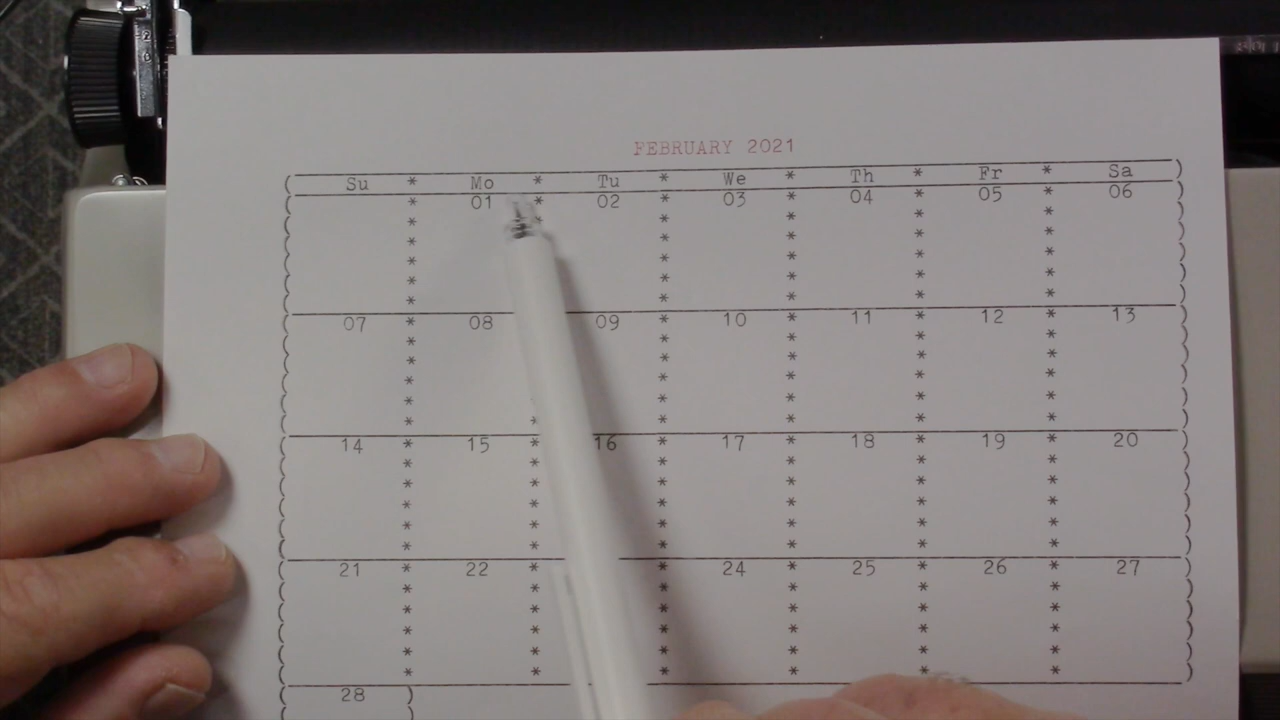 FEBRUARY 2021
( Su * Mo * Tu * We * Th * Fr * Sa )
01 02 03 04 05 06
07 08 09 10 11 12 13
14 15 16 17 18 19 20
21 22 24 25 26 27
28